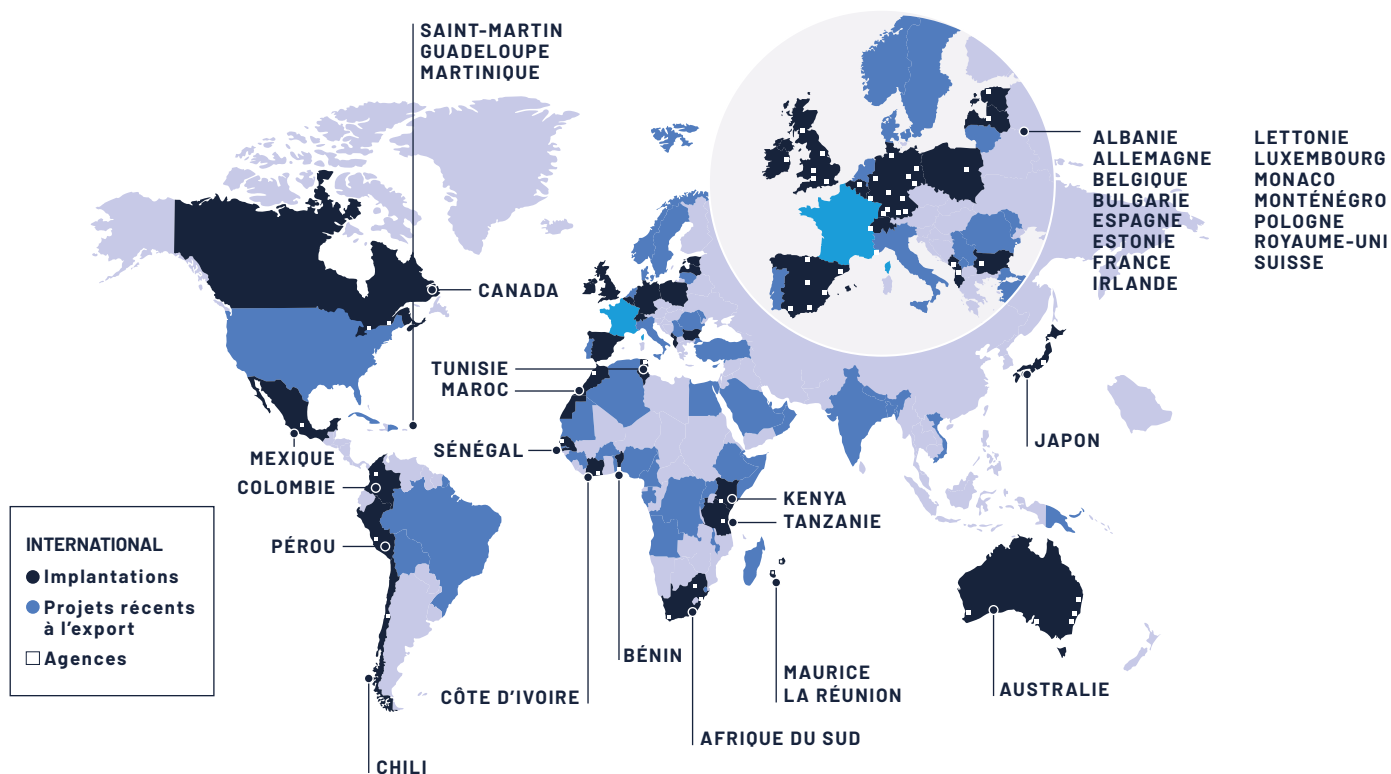 SAINT-MARTIN
GUADELOUPE
MARTINIQUE
ALBANIE
ALLEMAGNE
BELGIQUE
BULGARIE
ESPAGNE
ESTONIE
FRANCE
IRLANDE
LETTONIE
LUXEMBOURG
MONACO
MONTÉNÉGRO
POLOGNE
ROYAUME-UNI
SUISSE
CANADA
TUNISIE
MAROC
SÉNÉGAL
JAPON
MEXIQUE
COLOMBIE
KENYA
TANZANIE
PÉROU
INTERNATIONAL
Implantations
Projets récents
à l'export
Agences
BÉNIN
MAURICE
LA RÉUNION
CÔTE D'IVOIRE
AUSTRALIE
AFRIQUE DU SUD
CHILI